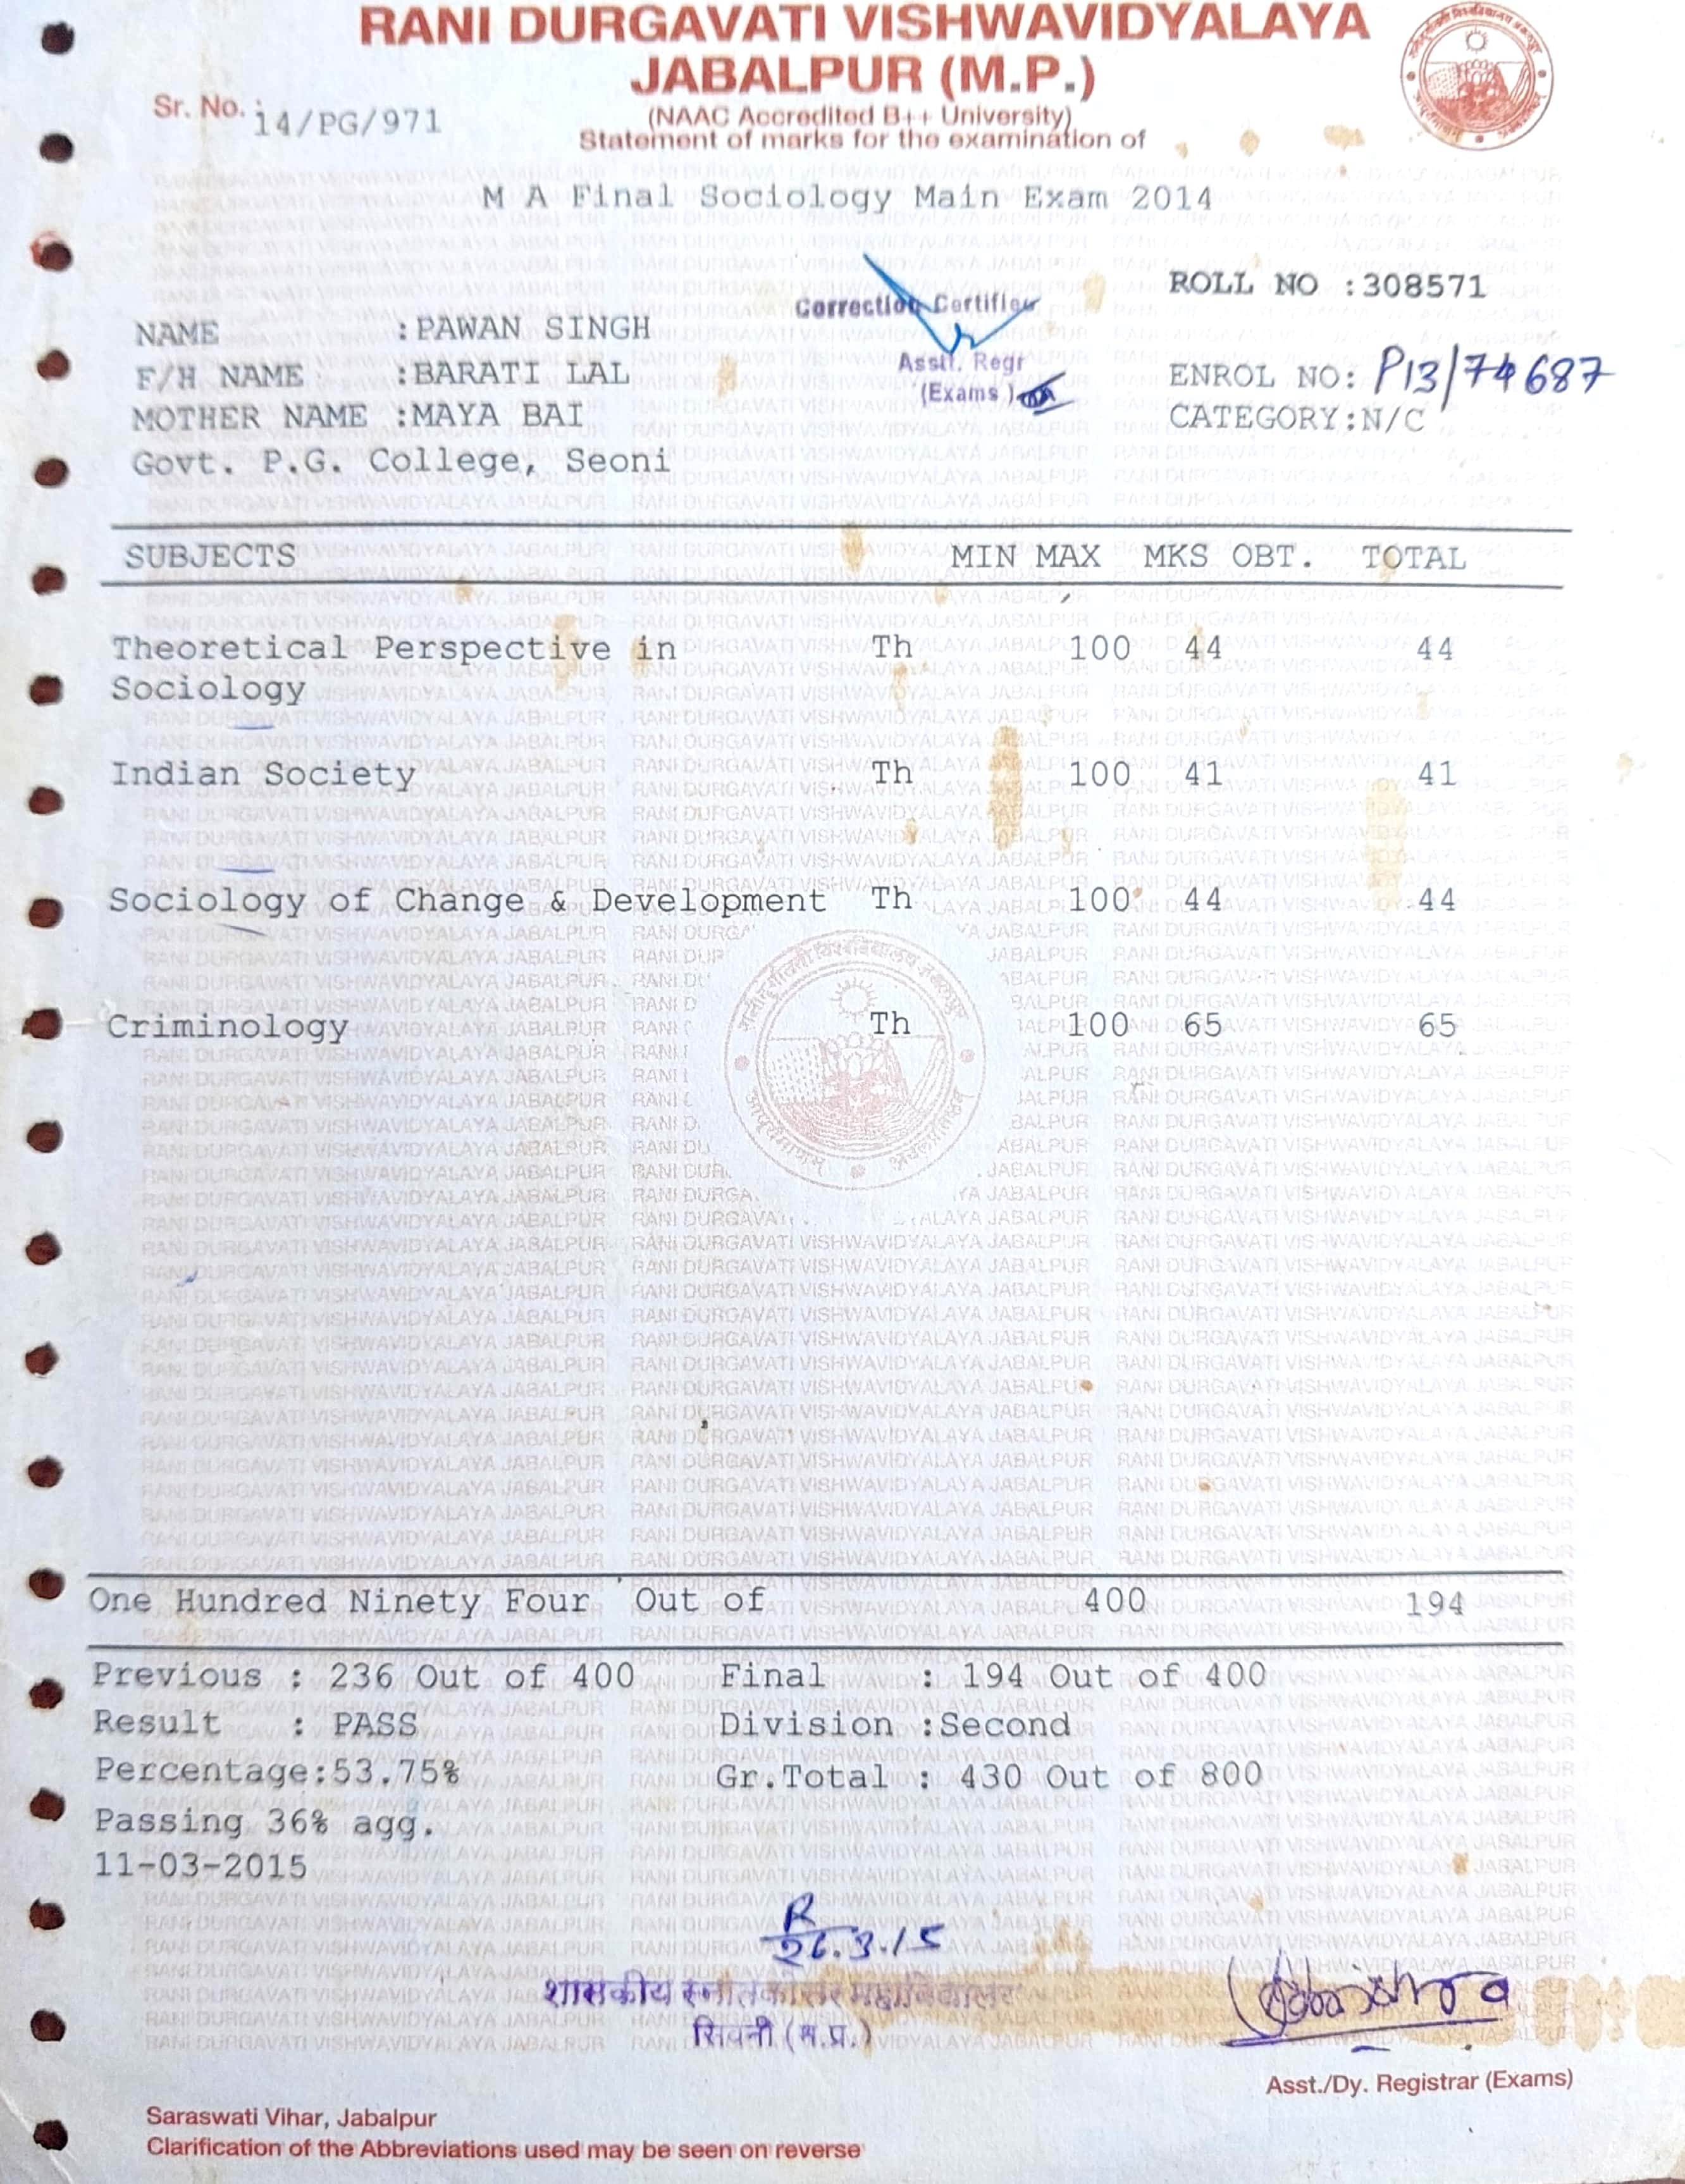 RANI DURGAVATI VISHWAVIDYALAYA
JABALPUR (M.P.)
Sr. No. 14/PG/971
(NAAC Accredited B++ University)
Statement of marks for the examination of
M A Final Sociology Main Exam 2014
ROLL NO :308571
Correction Certified
NAME :PAWAN SINGH
Asstt. Regr
F/H NAME :BARATI LAL
ENROL NO: P13/74687
(Exams)
MOTHER NAME :MAYA BAI
CATEGORY:N/C
Govt. P.G. College, Seoni
SUBJECTS MIN MAX MKS OBT. TOTAL
Theoretical Perspective in Th 100 44 44
Sociology
Indian Society Th 100 41 41
Sociology of Change & Development Th 100 44 44
Criminology Th 100 65 65
One Hundred Ninety Four Out of 400 194
Previous : 236 Out of 400 Final : 194 Out of 400
Result : PASS Division :Second
Percentage:53.75% Gr.Total : 430 Out of 800
Passing 36% agg.
11-03-2015
26.3.15
शासकीय स्नातकोत्तर महाविद्यालय
सिवनी (म.प्र.)
Asst./Dy. Registrar (Exams)
Saraswati Vihar, Jabalpur
Clarification of the Abbreviations used may be seen on reverse